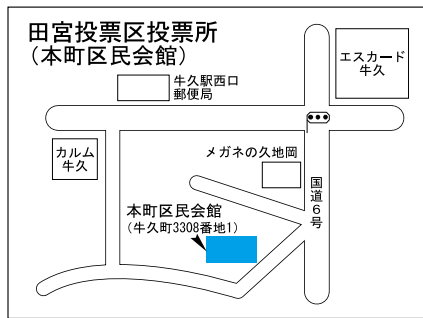 田宮投票区投票所
(本町区民会館)
エスカード
牛久
牛久駅西口
郵便局
カルム
牛久
メガネの久地岡
国道6号
本町区民会館
(牛久町3308番地1)